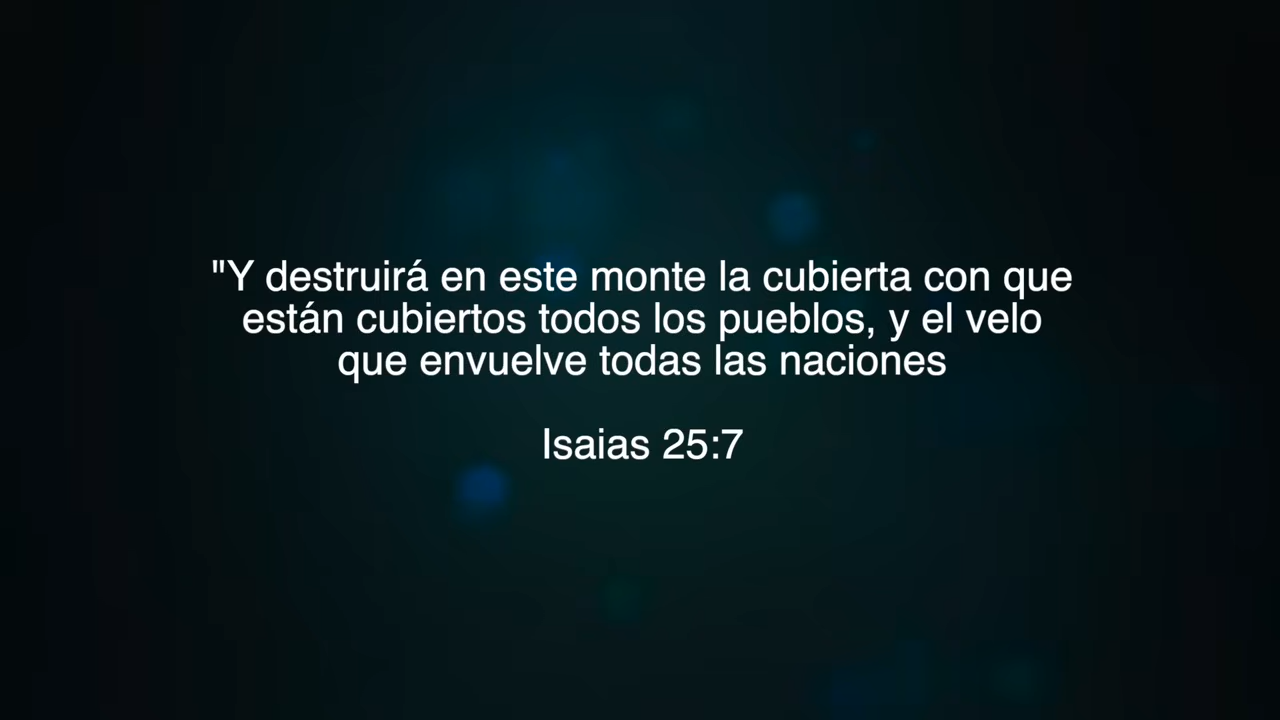 "Y destruirá en este monte la cubierta con que
están cubiertos todos los pueblos, y el velo
que envuelve todas las naciones
Isaias 25:7